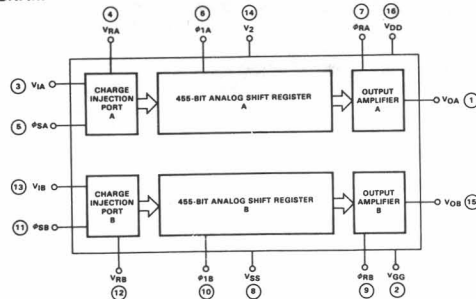 4 6 14 7 16
VRA ϕ1A V2 ϕRA VDD
3 VIA
CHARGE INJECTION PORT A
455-BIT ANALOG SHIFT REGISTER A
OUTPUT AMPLIFIER A
VOA 1
5 ϕSA
13 VIB
CHARGE INJECTION PORT B
455-BIT ANALOG SHIFT REGISTER B
OUTPUT AMPLIFIER B
VOB 15
11 ϕSB
VRB ϕ1B VSS ϕRB VGG
12 10 8 9 2